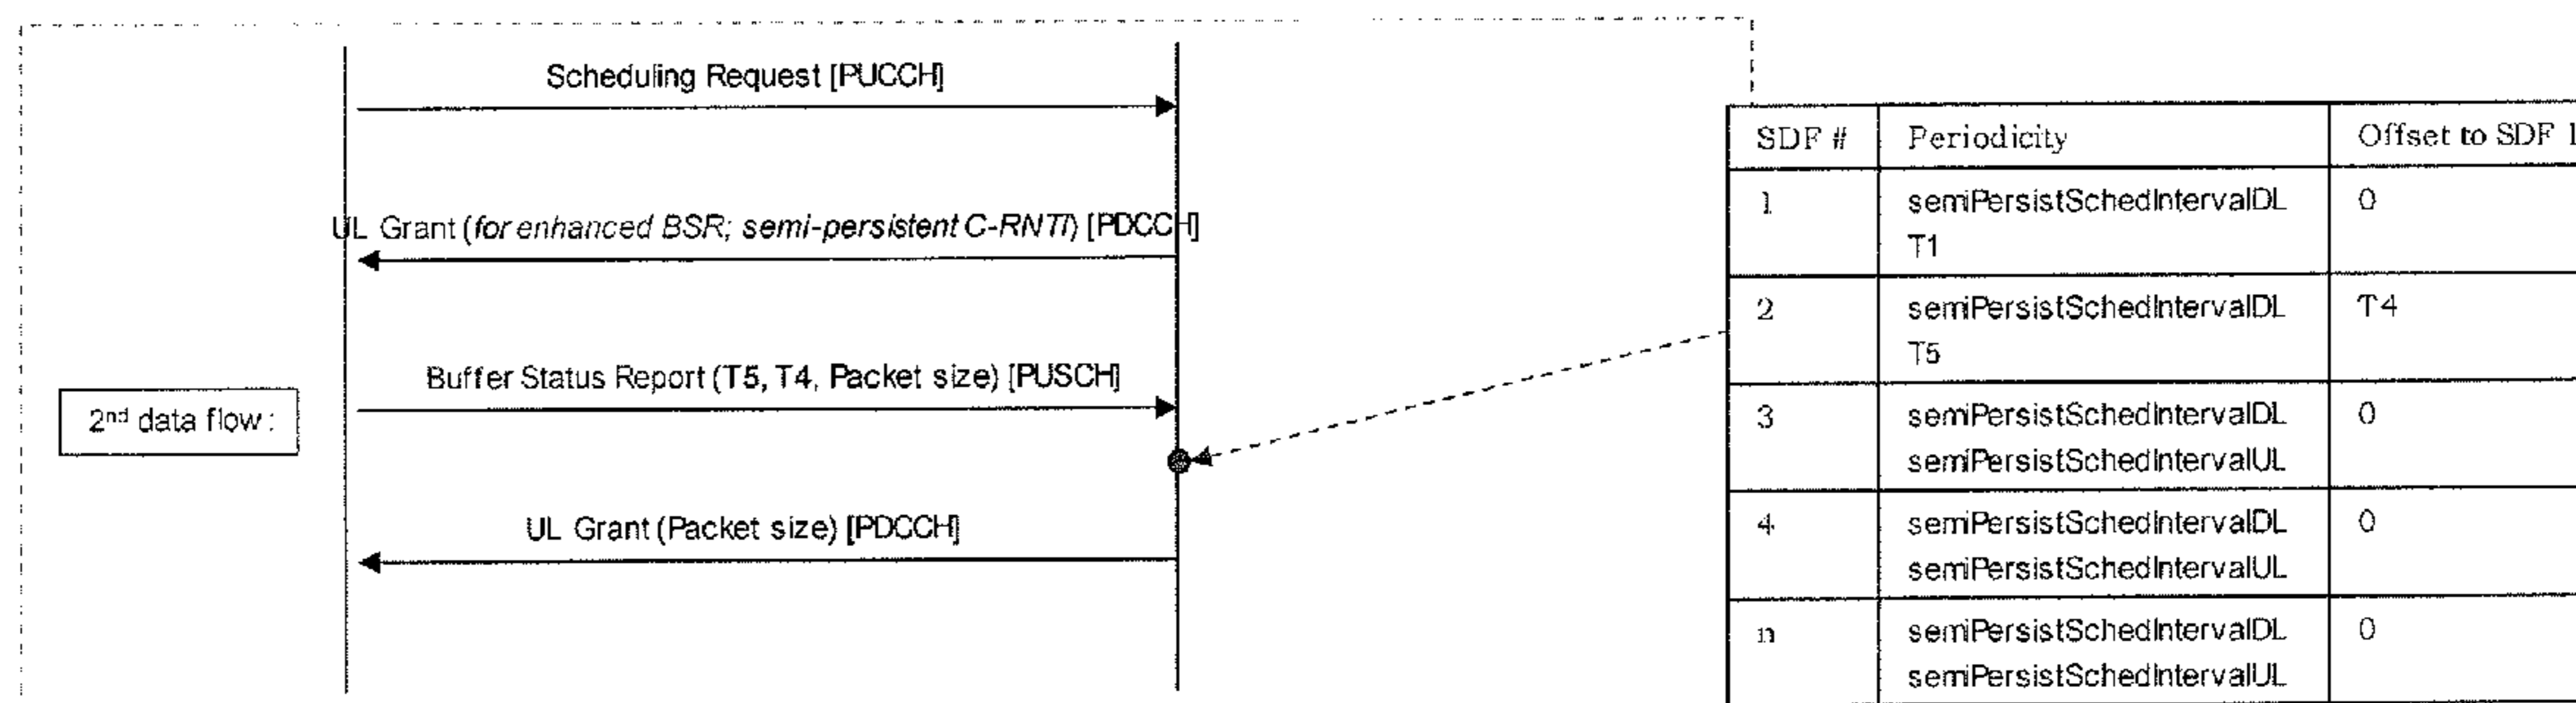 Scheduling Request [PUCCH]
UL Grant (for enhanced BSR; semi-persistent C-RNTI) [PDCCH]
Buffer Status Report (T5, T4, Packet size) [PUSCH]
2nd data flow :
UL Grant (Packet size) [PDCCH]
SDF # Periodicity Offset to SDF 1
1 semiPersistSchedIntervalDL 0
T1
2 semiPersistSchedIntervalDL T4
T5
3 semiPersistSchedIntervalDL 0
semiPersistSchedIntervalUL
4 semiPersistSchedIntervalDL 0
semiPersistSchedIntervalUL
n semiPersistSchedIntervalDL 0
semiPersistSchedIntervalUL